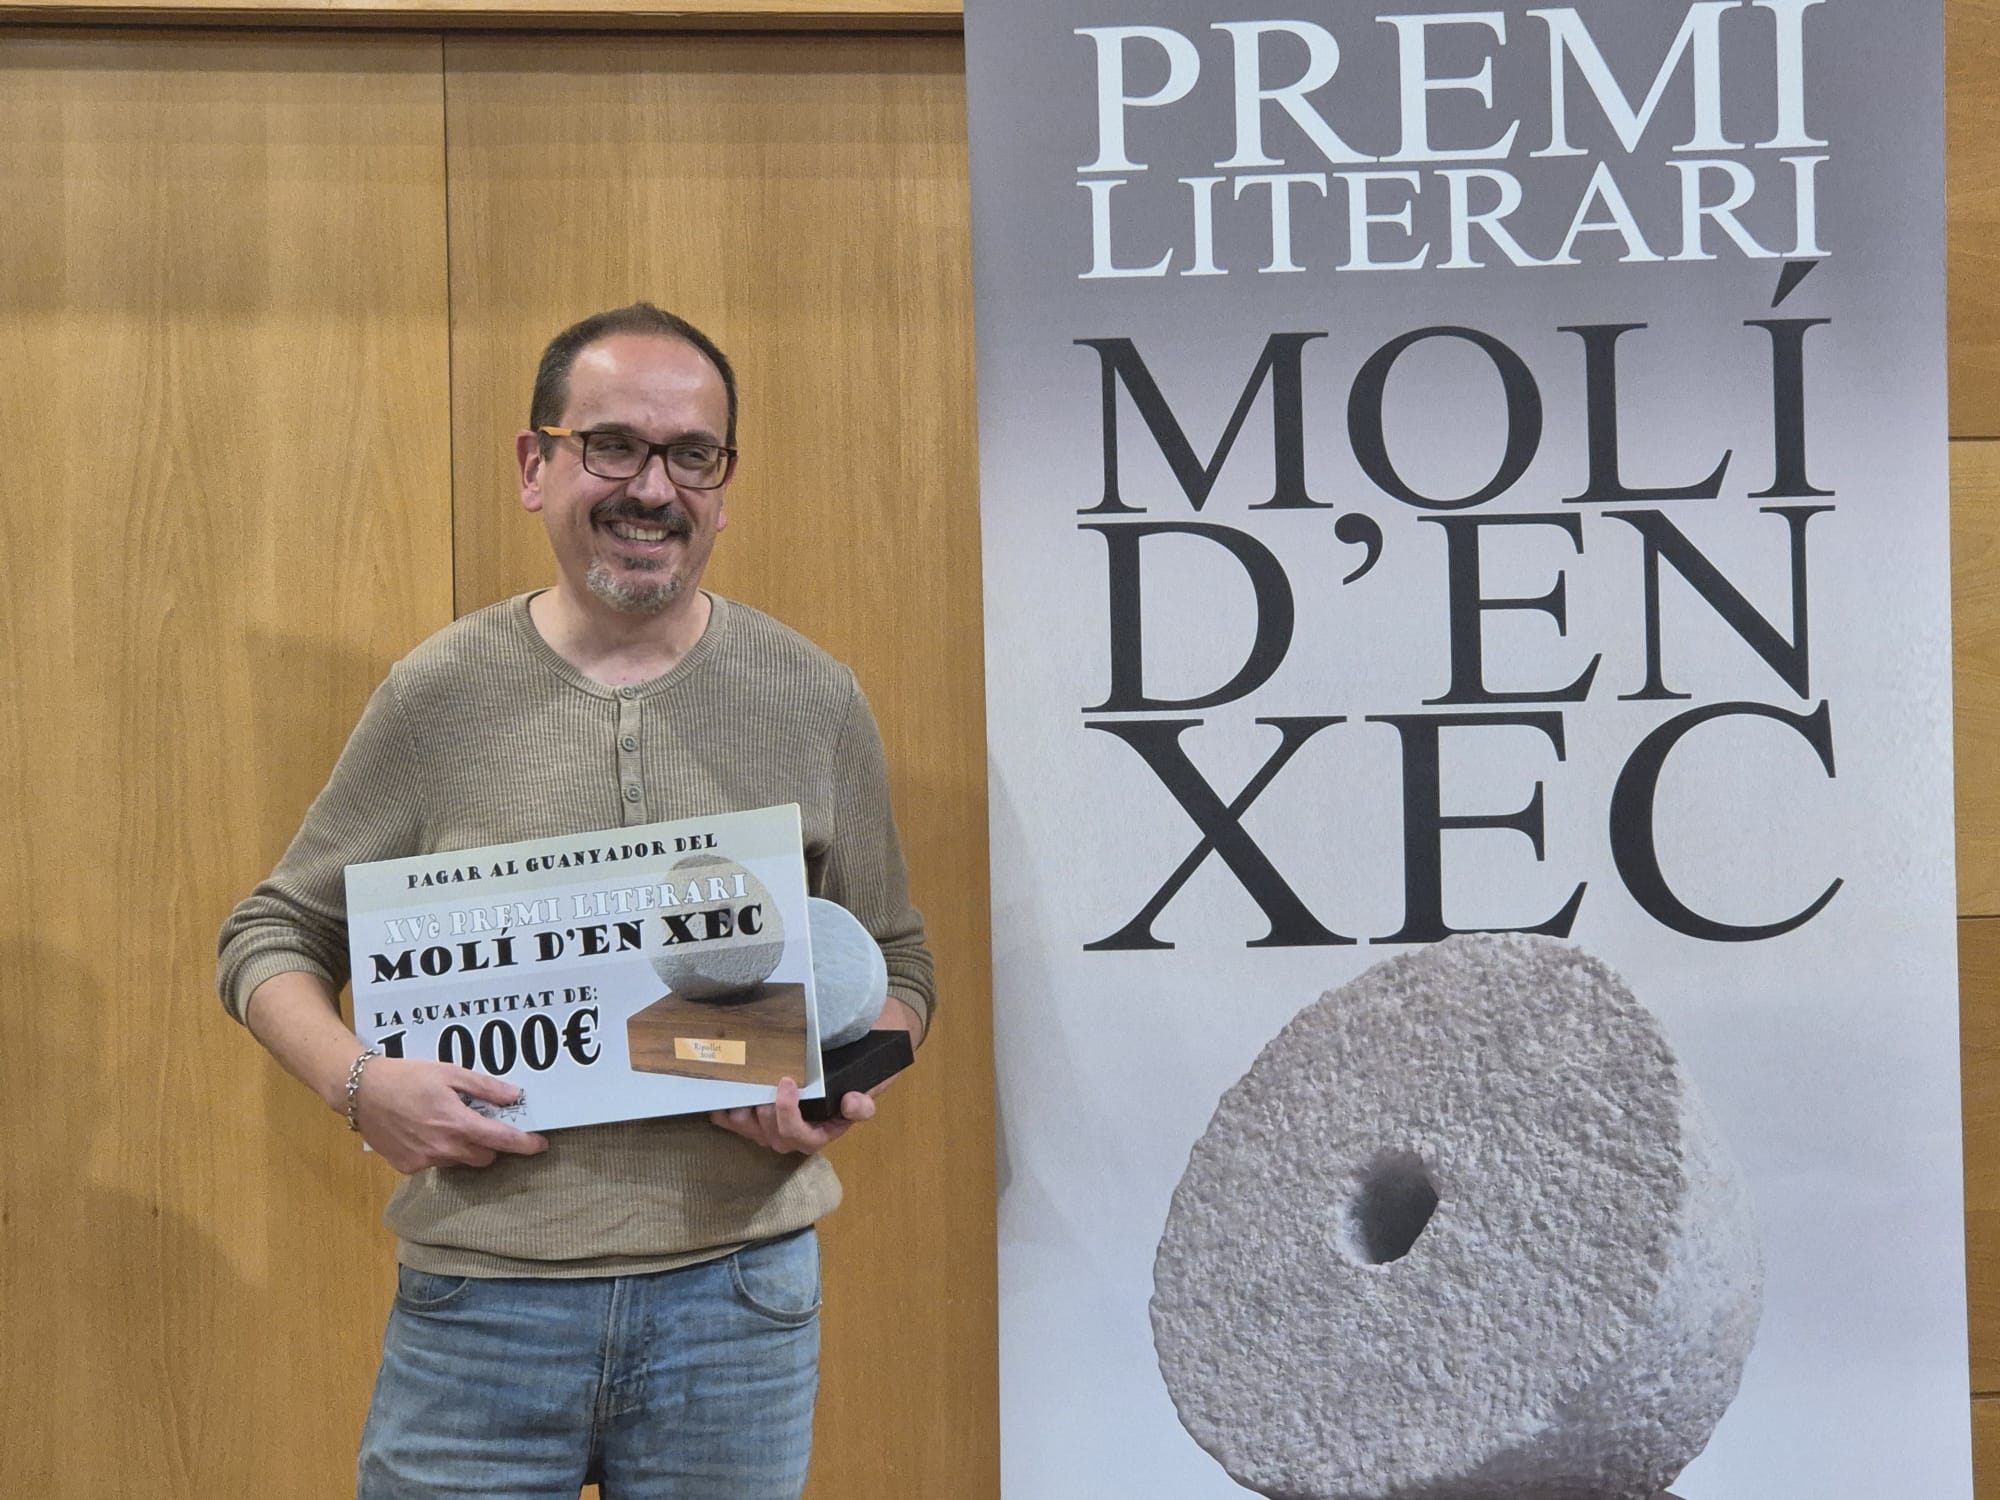 PREMI
LITERARI
MOLÍ
D'EN
XEC
PAGAR AL GUANYADOR DEL
XVè PREMI LITERARI
MOLÍ D'EN XEC
LA QUANTITAT DE:
1.000€
Ripollet